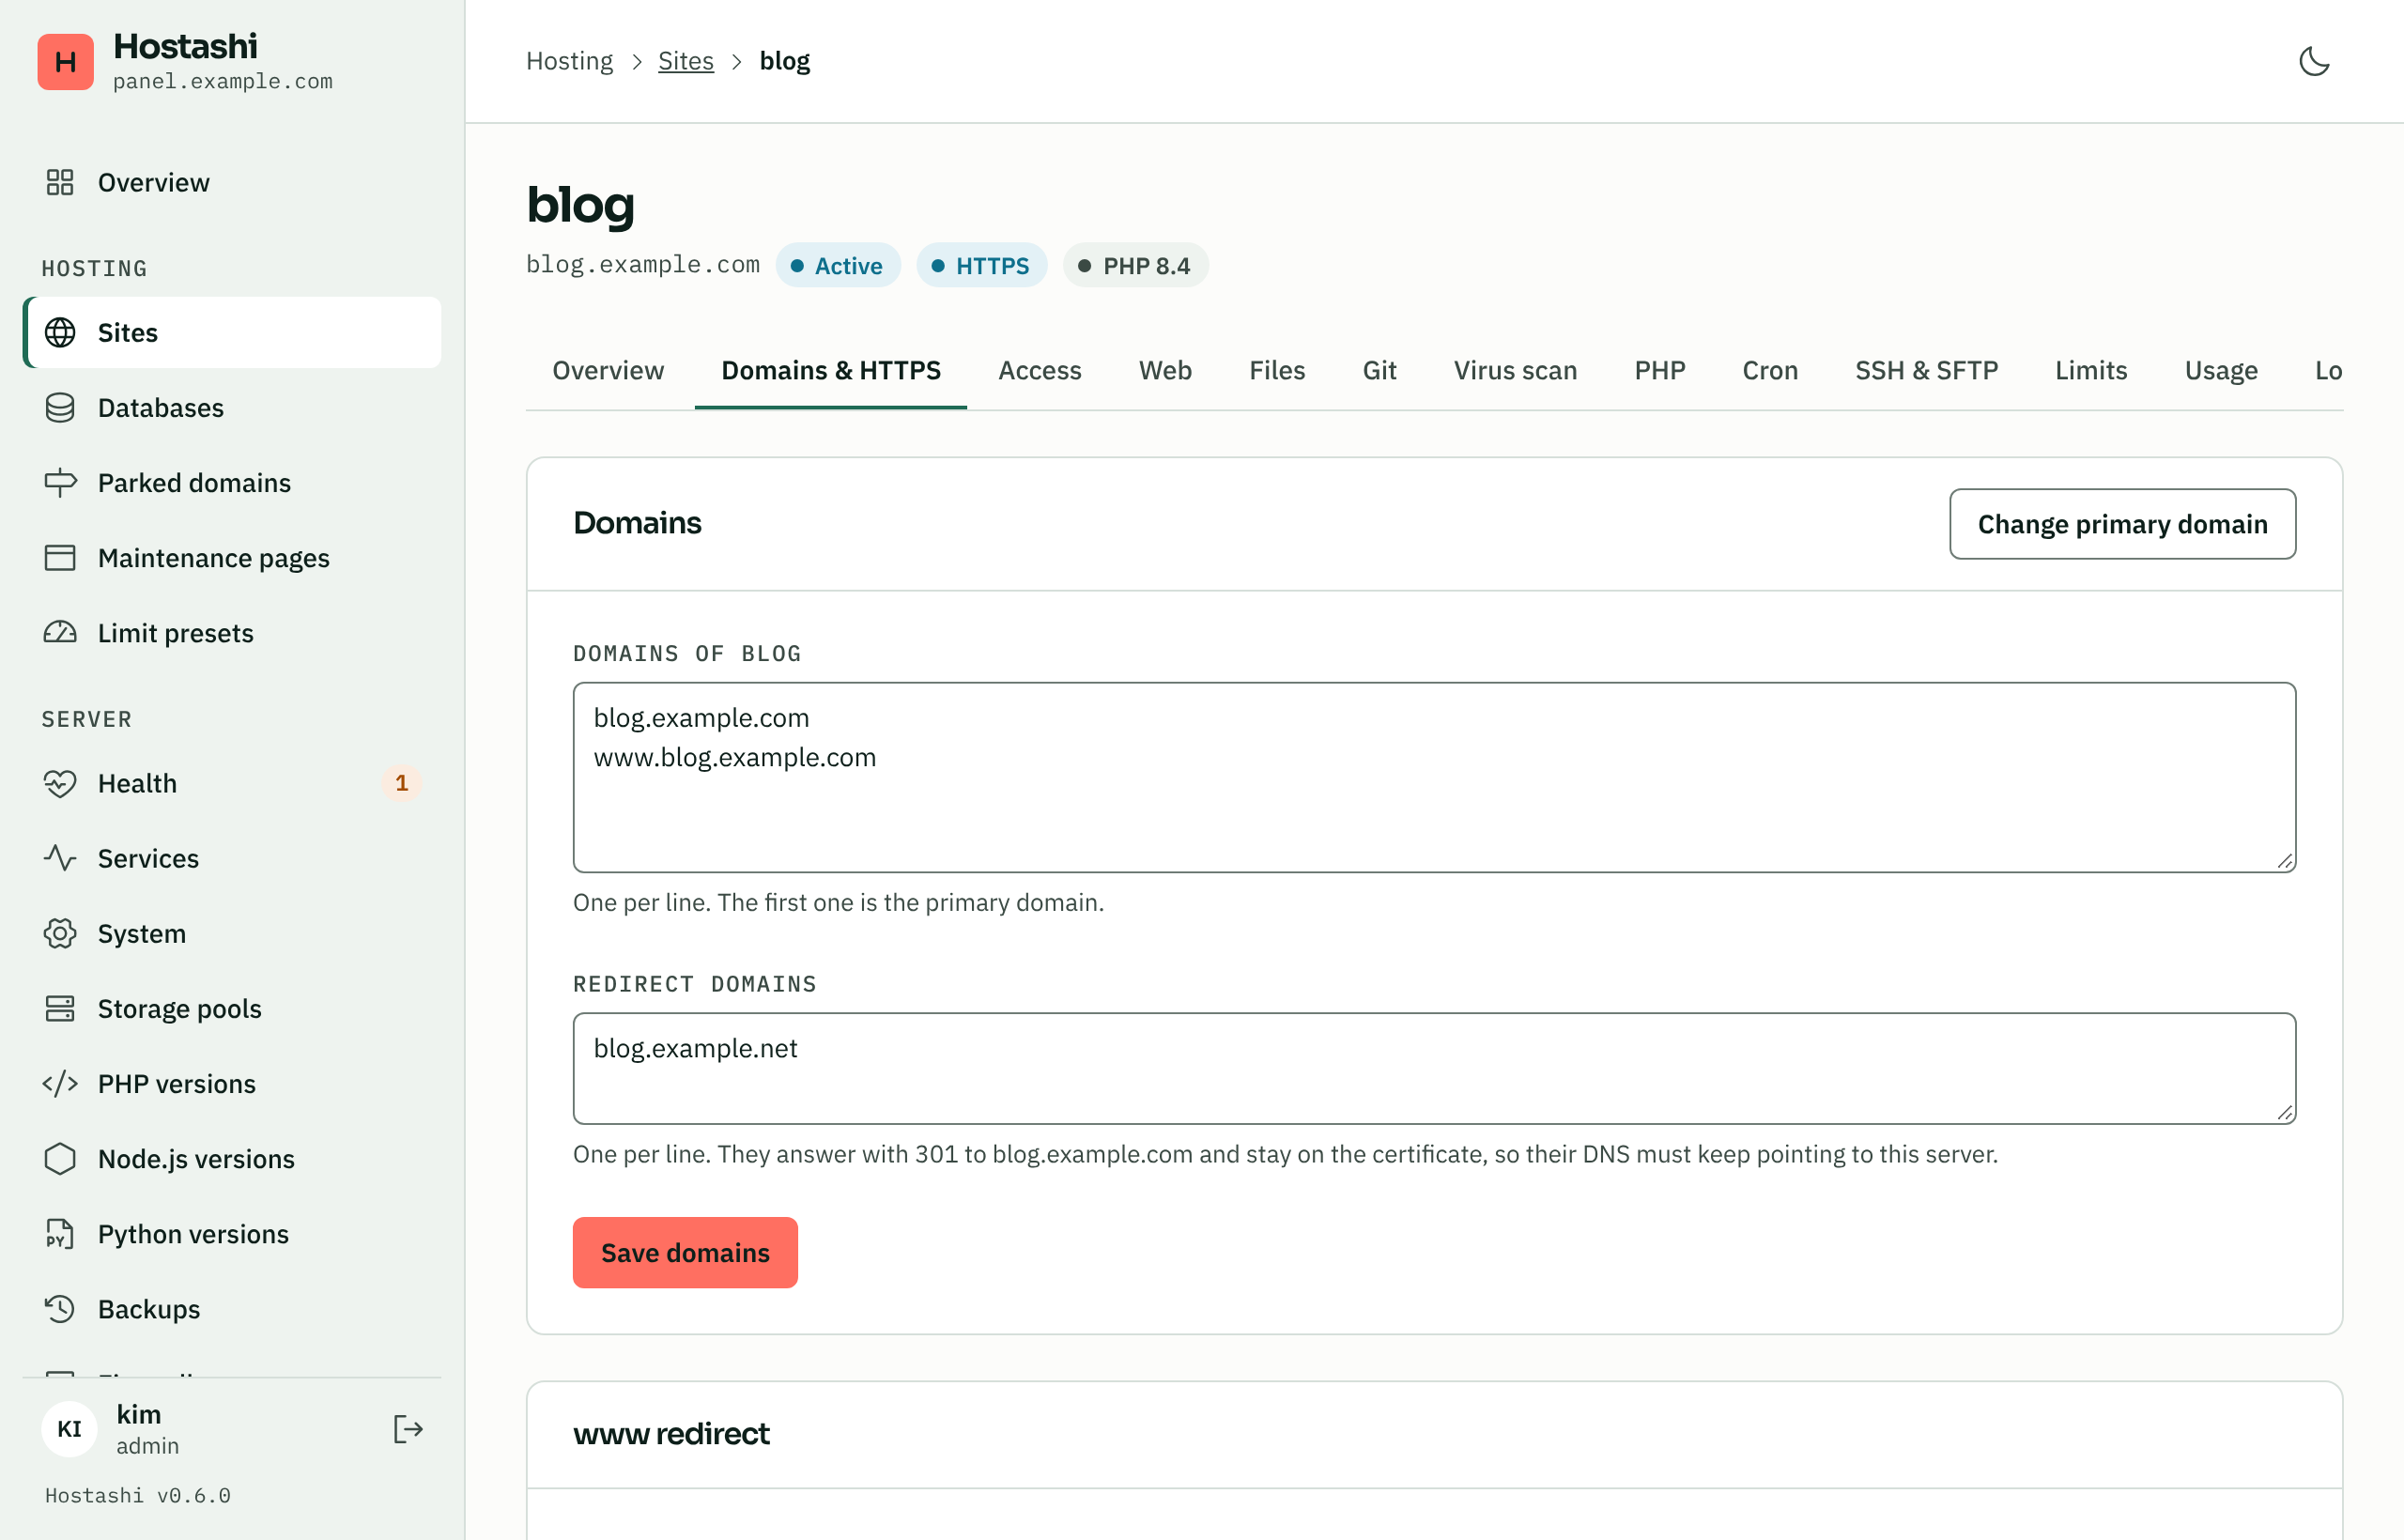 H
Hostashi
panel.example.com
Overview
HOSTING
Sites
Databases
Parked domains
Maintenance pages
Limit presets
SERVER
Health
1
Services
System
Storage pools
PHP versions
Node.js versions
PY
Python versions
Backups
KI
kim
admin
Hostashi v0.6.0
Hosting > Sites > blog
blog
blog.example.com Active HTTPS PHP 8.4
Overview Domains & HTTPS Access Web Files Git Virus scan PHP Cron SSH & SFTP Limits Usage Lo
Domains
Change primary domain
DOMAINS OF BLOG
blog.example.com
www.blog.example.com
One per line. The first one is the primary domain.
REDIRECT DOMAINS
blog.example.net
One per line. They answer with 301 to blog.example.com and stay on the certificate, so their DNS must keep pointing to this server.
Save domains
www redirect